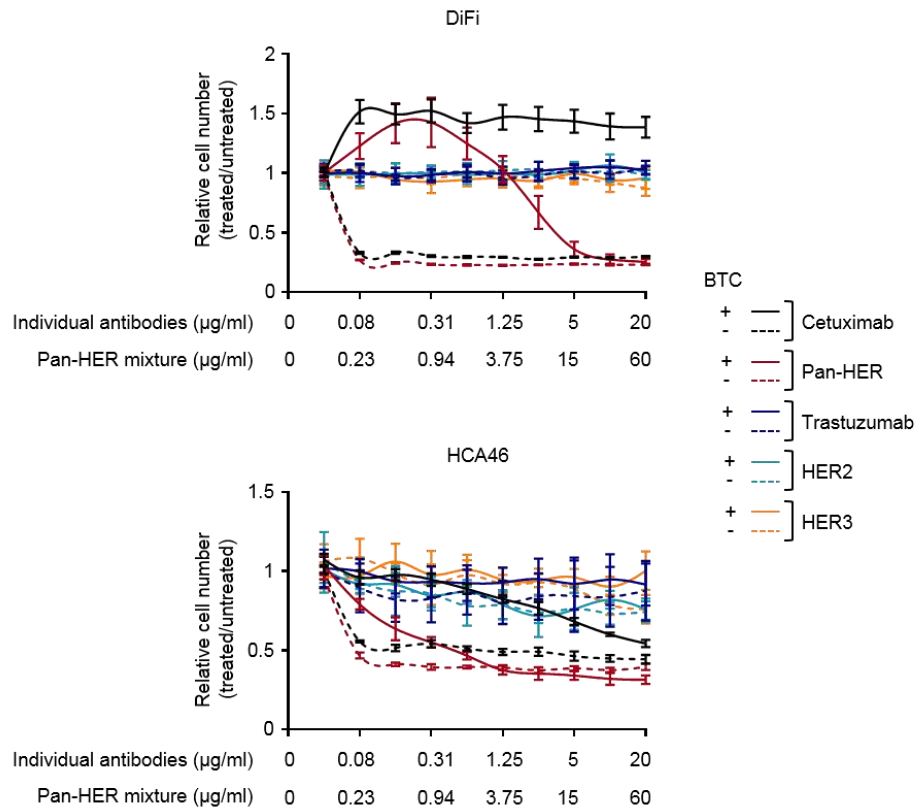 DiFi
Relative cell number
(treated/untreated)
2
1.5
1
0.5
0
Individual antibodies (µg/ml) 0 0.08 0.31 1.25 5 20
Pan-HER mixture (µg/ml) 0 0.23 0.94 3.75 15 60
BTC
+
- Cetuximab
+
- Pan-HER
+
- Trastuzumab
+
- HER2
+
- HER3
HCA46
Relative cell number
(treated/untreated)
1.5
1
0.5
0
Individual antibodies (µg/ml) 0 0.08 0.31 1.25 5 20
Pan-HER mixture (µg/ml) 0 0.23 0.94 3.75 15 60